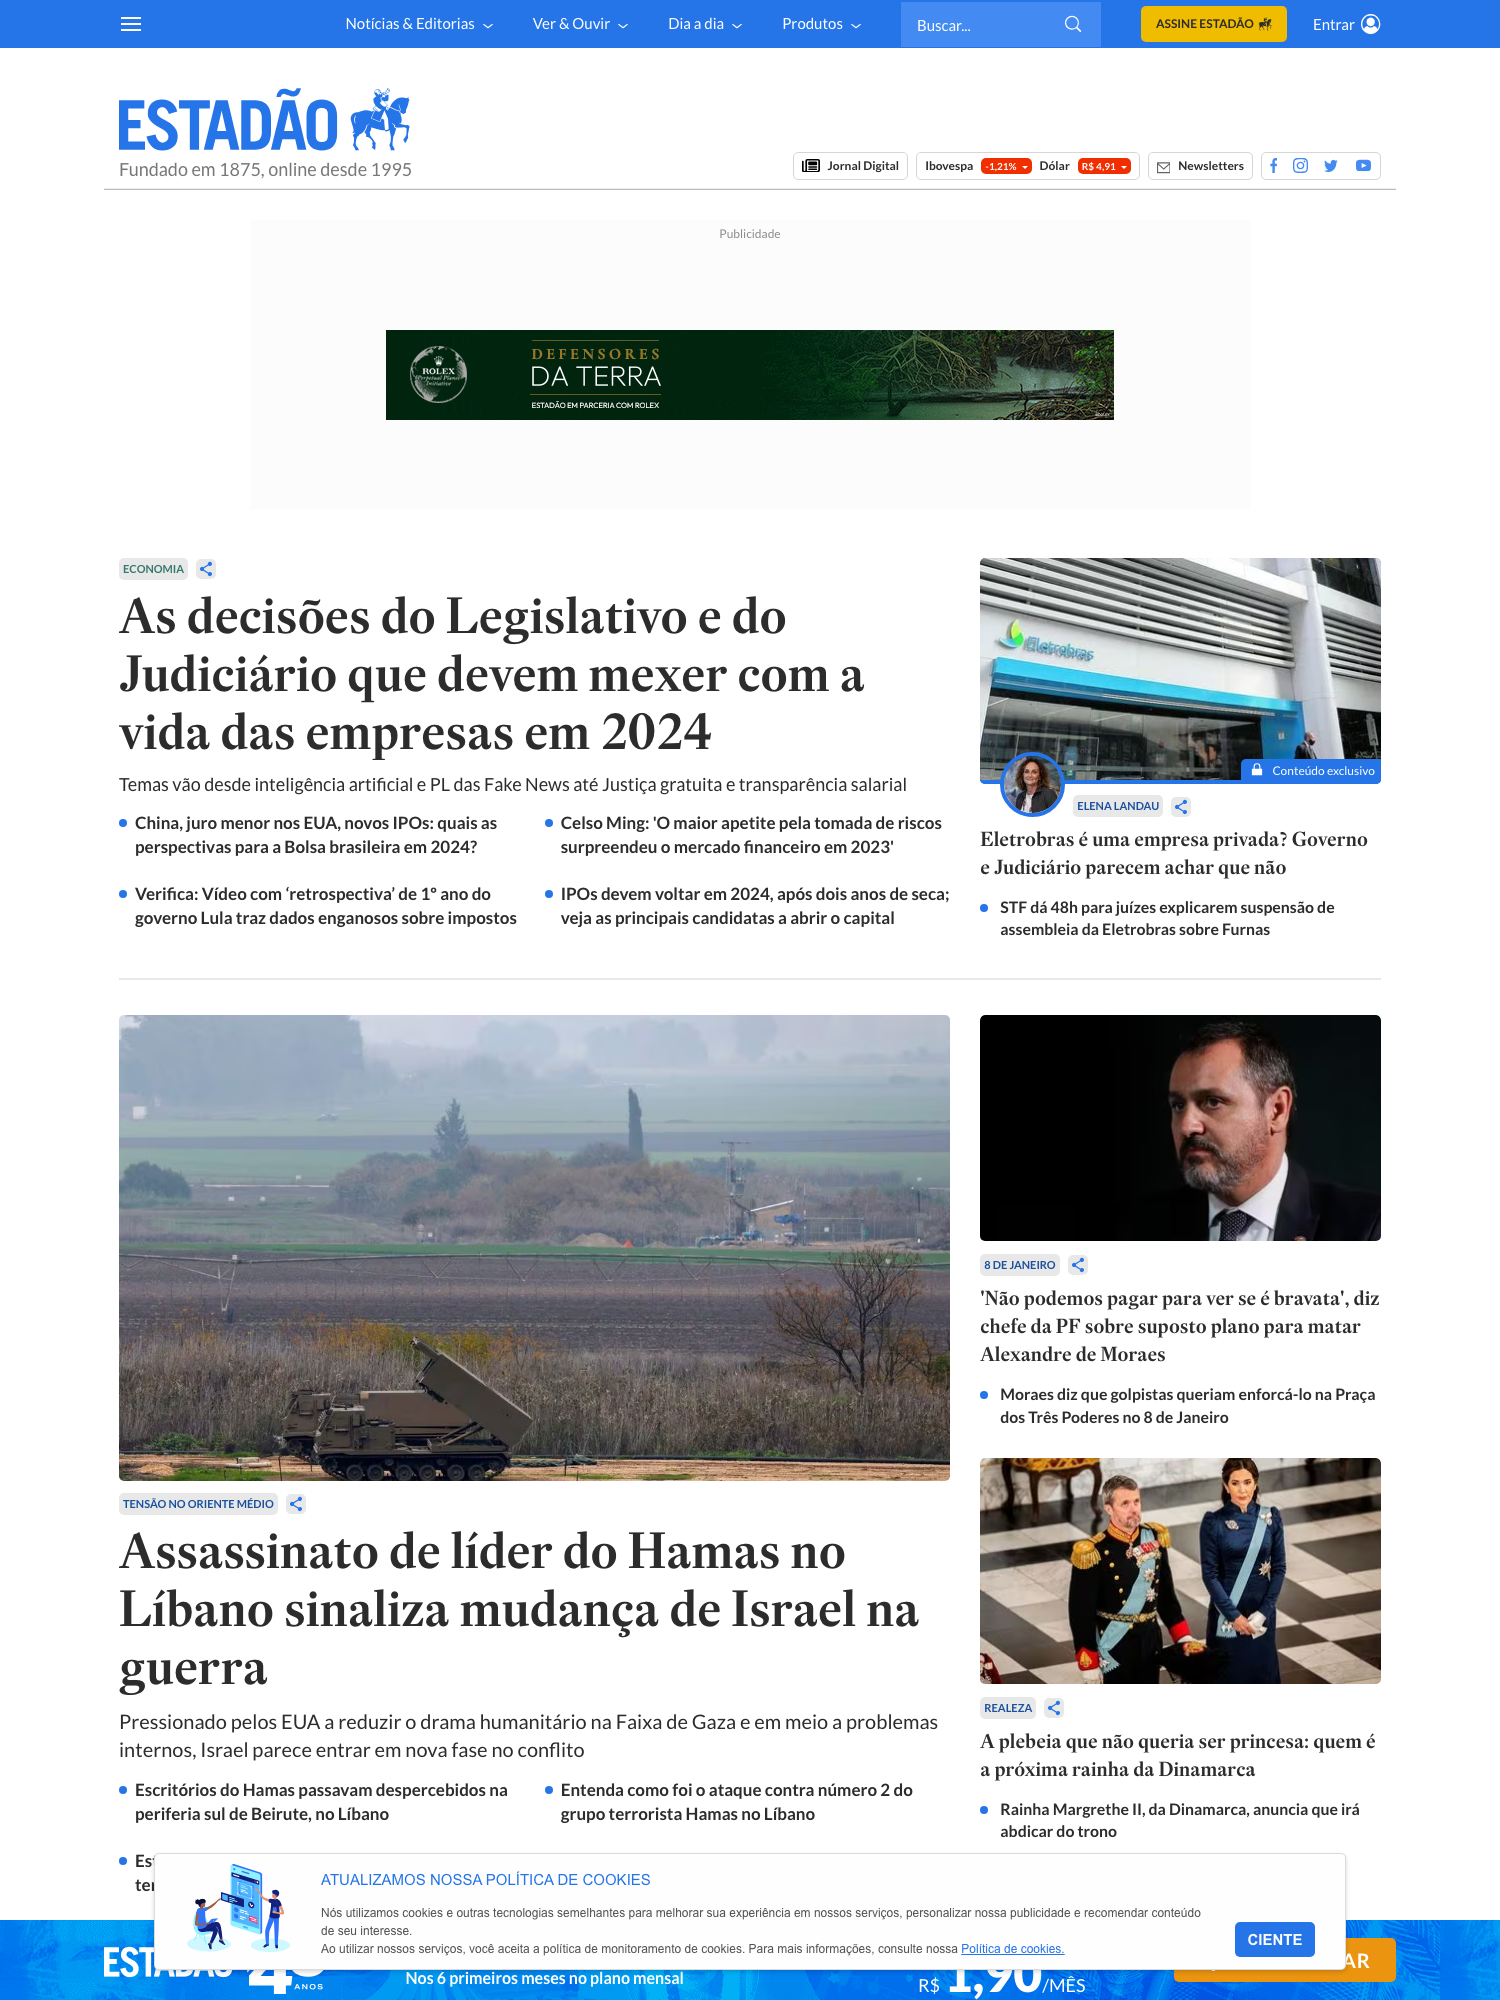 Notícias & Editorias
Ver & Ouvir
Dia a dia
Produtos
Buscar...
ASSINE ESTADÃO
Entrar
ESTADÃO
Fundado em 1875, online desde 1995
Jornal Digital
Ibovespa -1,21% Dólar R$ 4,91
Newsletters
Publicidade
ROLEX
Perpetual Planet
Initiative
DEFENSORES
DA TERRA
ESTADÃO EM PARCERIA COM ROLEX
ECONOMIA
As decisões do Legislativo e do
Judiciário que devem mexer com a
vida das empresas em 2024
Temas vão desde inteligência artificial e PL das Fake News até Justiça gratuita e transparência salarial
China, juro menor nos EUA, novos IPOs: quais as
perspectivas para a Bolsa brasileira em 2024?
Celso Ming: 'O maior apetite pela tomada de riscos
surpreendeu o mercado financeiro em 2023'
Verifica: Vídeo com ‘retrospectiva’ de 1º ano do
governo Lula traz dados enganosos sobre impostos
IPOs devem voltar em 2024, após dois anos de seca;
veja as principais candidatas a abrir o capital
Eletrobras
Conteúdo exclusivo
ELENA LANDAU
Eletrobras é uma empresa privada? Governo
e Judiciário parecem achar que não
STF dá 48h para juízes explicarem suspensão de
assembleia da Eletrobras sobre Furnas
TENSÃO NO ORIENTE MÉDIO
Assassinato de líder do Hamas no
Líbano sinaliza mudança de Israel na
guerra
Pressionado pelos EUA a reduzir o drama humanitário na Faixa de Gaza e em meio a problemas
internos, Israel parece entrar em nova fase no conflito
Escritórios do Hamas passavam despercebidos na
periferia sul de Beirute, no Líbano
Entenda como foi o ataque contra número 2 do
grupo terrorista Hamas no Líbano
8 DE JANEIRO
'Não podemos pagar para ver se é bravata', diz
chefe da PF sobre suposto plano para matar
Alexandre de Moraes
Moraes diz que golpistas queriam enforcá-lo na Praça
dos Três Poderes no 8 de Janeiro
REALEZA
A plebeia que não queria ser princesa: quem é
a próxima rainha da Dinamarca
Rainha Margrethe II, da Dinamarca, anuncia que irá
abdicar do trono
ATUALIZAMOS NOSSA POLÍTICA DE COOKIES
Nós utilizamos cookies e outras tecnologias semelhantes para melhorar sua experiência em nossos serviços, personalizar nossa publicidade e recomendar conteúdo
de seu interesse.
Ao utilizar nossos serviços, você aceita a política de monitoramento de cookies. Para mais informações, consulte nossa Política de cookies.
CIENTE
ANOS
Nos 6 primeiros meses no plano mensal
R$ 1,90/MÊS